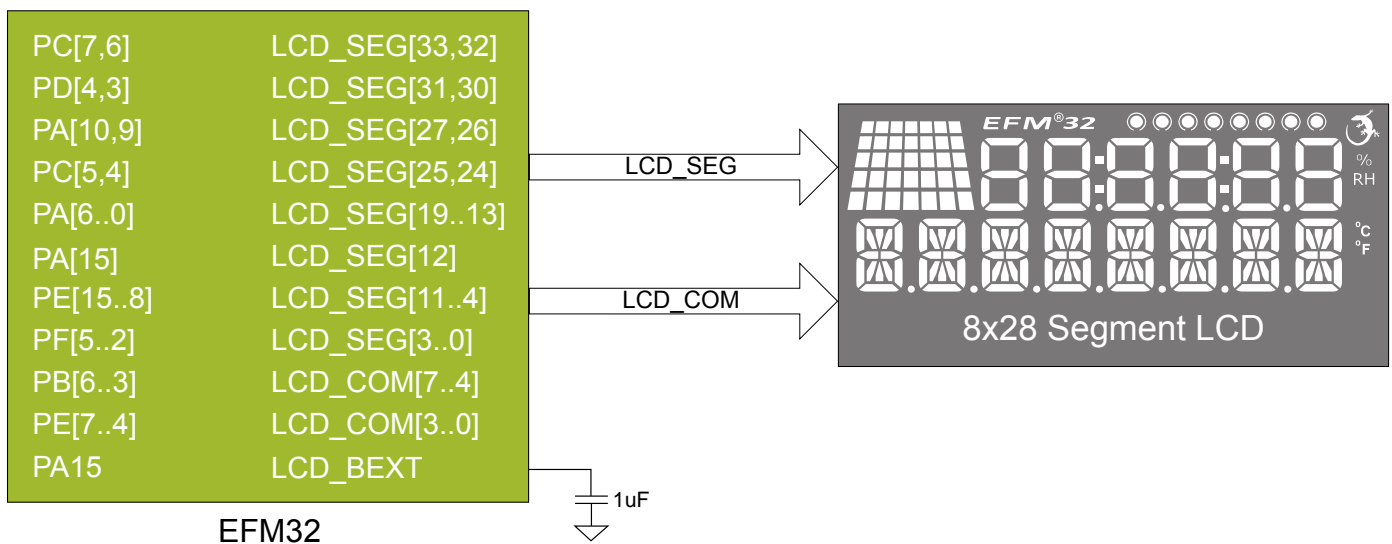 PC[7,6] LCD_SEG[33,32]
PD[4,3] LCD_SEG[31,30]
PA[10,9] LCD_SEG[27,26]
PC[5,4] LCD_SEG[25,24]
PA[6..0] LCD_SEG[19..13]
PA[15] LCD_SEG[12]
PE[15..8] LCD_SEG[11..4]
PF[5..2] LCD_SEG[3..0]
PB[6..3] LCD_COM[7..4]
PE[7..4] LCD_COM[3..0]
PA15 LCD_BEXT
EFM32
1uF
LCD_SEG
LCD_COM
EFM®32
%
RH
°C
°F
8x28 Segment LCD